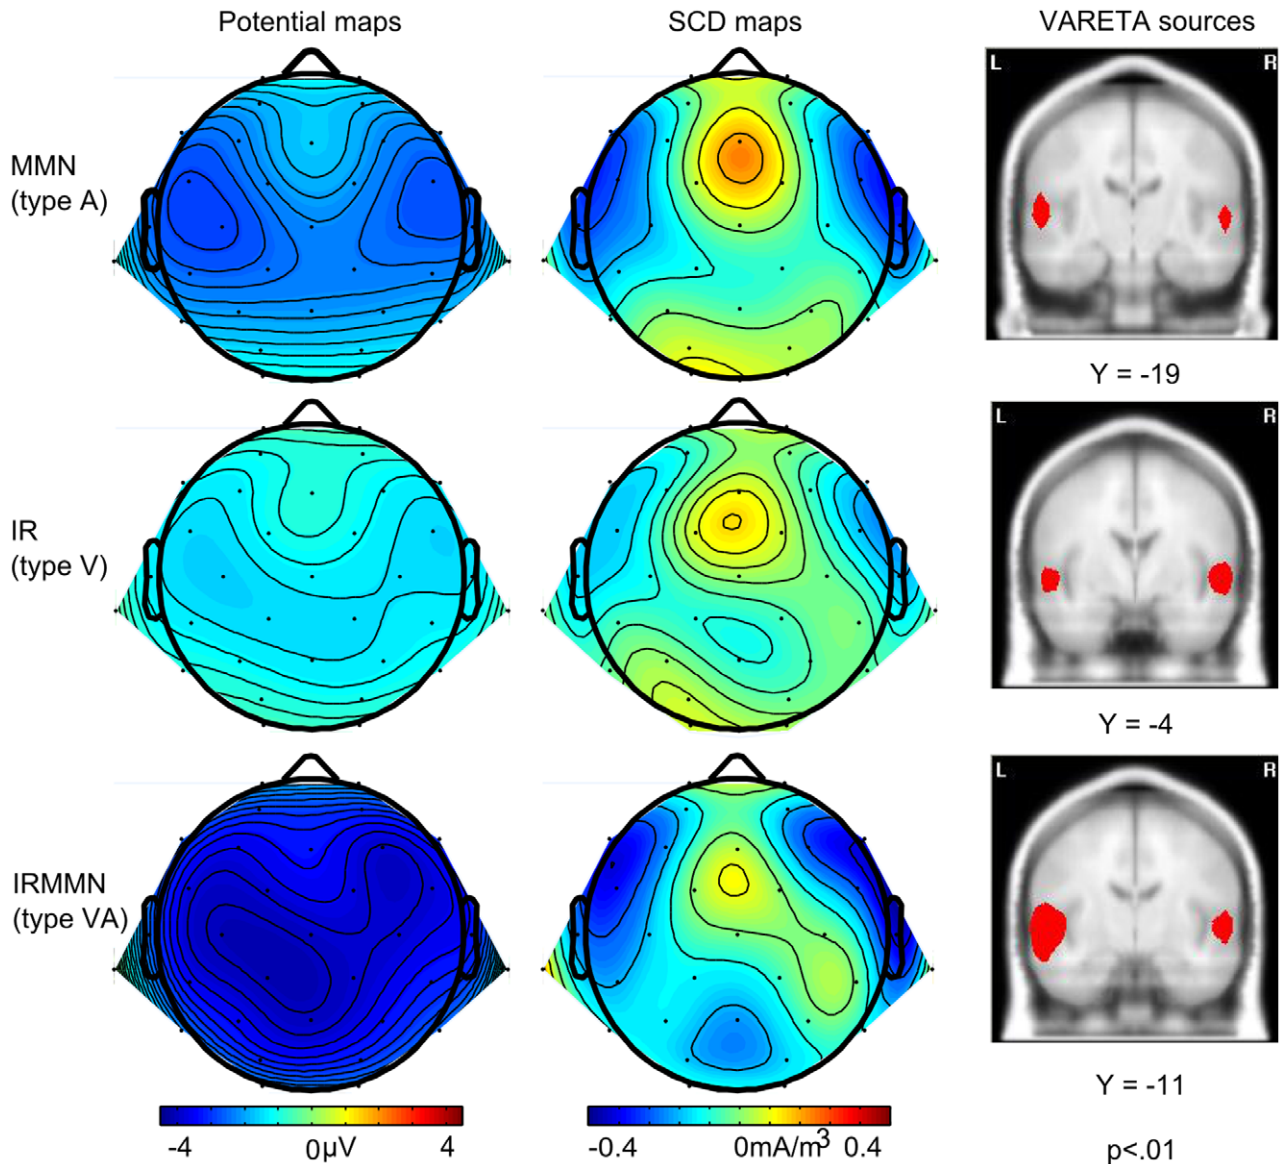 Potential maps SCD maps VARETA sources
L R
MMN
(type A)
Y = -19
L R
IR
(type V)
Y = -4
L R
IRMMN
(type VA)
Y = -11
-4 0µV 4 -0.4 0mA/m³ 0.4 p<.01